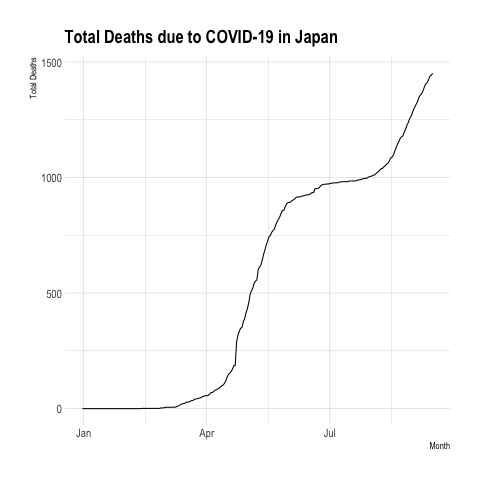 Total Deaths due to COVID-19 in Japan
Total Deaths
1500
1000
500
0
Jan
Apr
Jul
Month